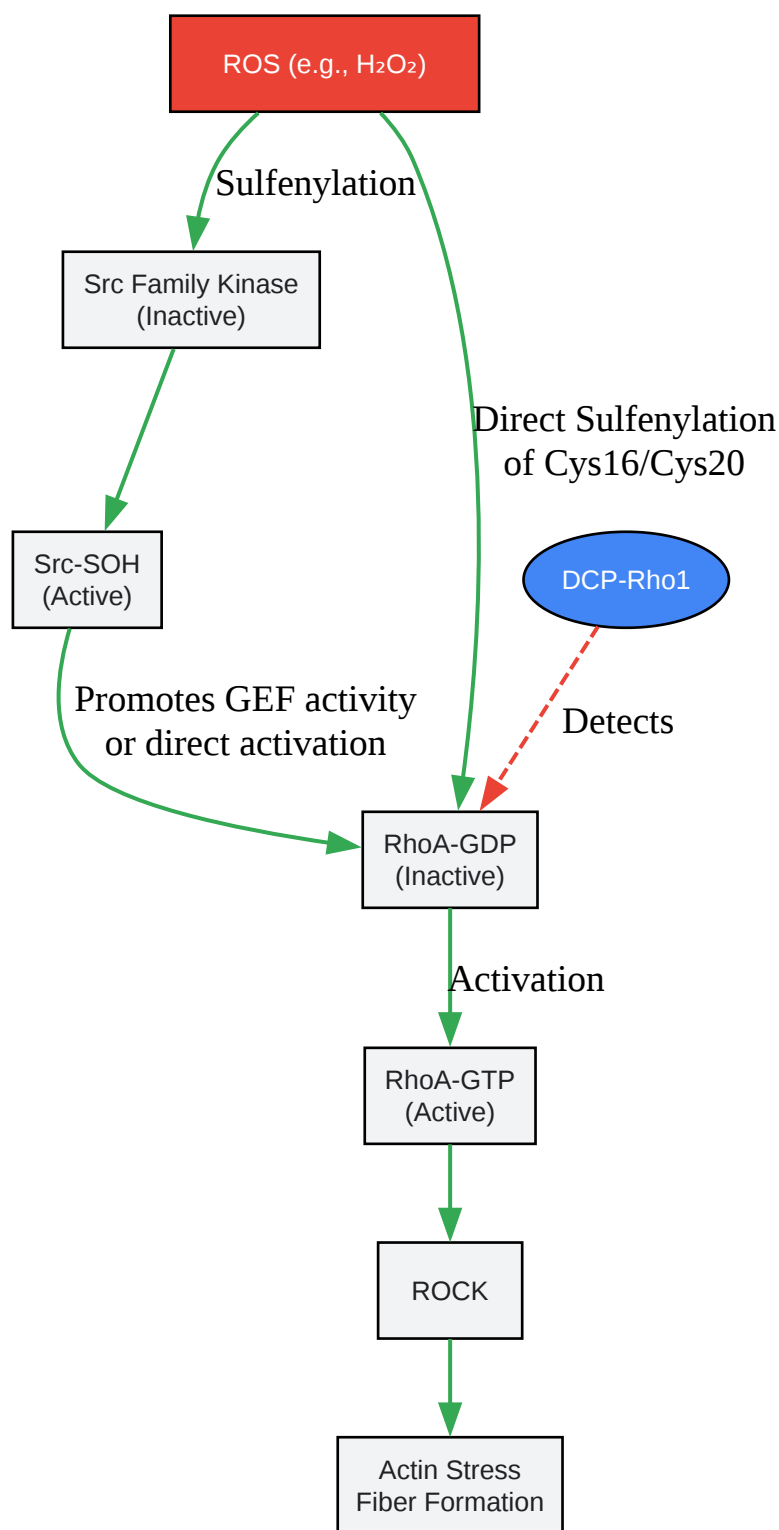 ROS (e.g., H₂O₂)
Sulfenylation
Src Family Kinase
(Inactive)
Direct Sulfenylation
of Cys16/Cys20
Src-SOH
(Active)
DCP-Rho1
Promotes GEF activity
or direct activation
Detects
RhoA-GDP
(Inactive)
Activation
RhoA-GTP
(Active)
ROCK
Actin Stress
Fiber Formation